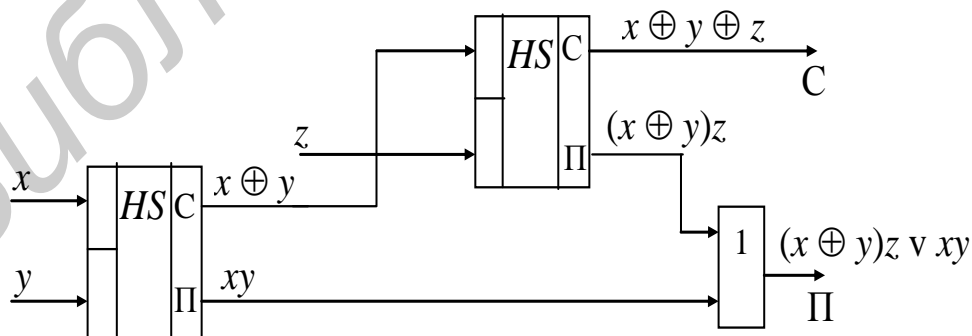 x ⊕ y ⊕ z
HS С
С
z
(x ⊕ y)z
П
x
x ⊕ y
HS С
1
(x ⊕ y)z v xy
y
xy
П
П